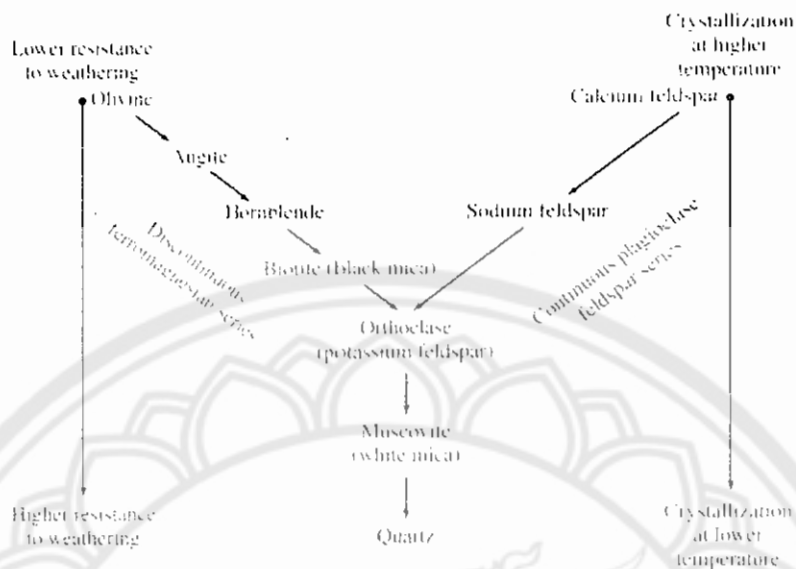 Lower resistance
to weathering
Crystallization
at higher
temperature
Olivine
Calcium feldspar
Augite
Hornblende
Sodium feldspar
Discontinuous
ferromagnesian series
Continuous plagioclase
feldspar series
Biotite (black mica)
Orthoclase
(potassium feldspar)
Muscovite
(white mica)
Higher resistance
to weathering
Quartz
Crystallization
at lower
temperature